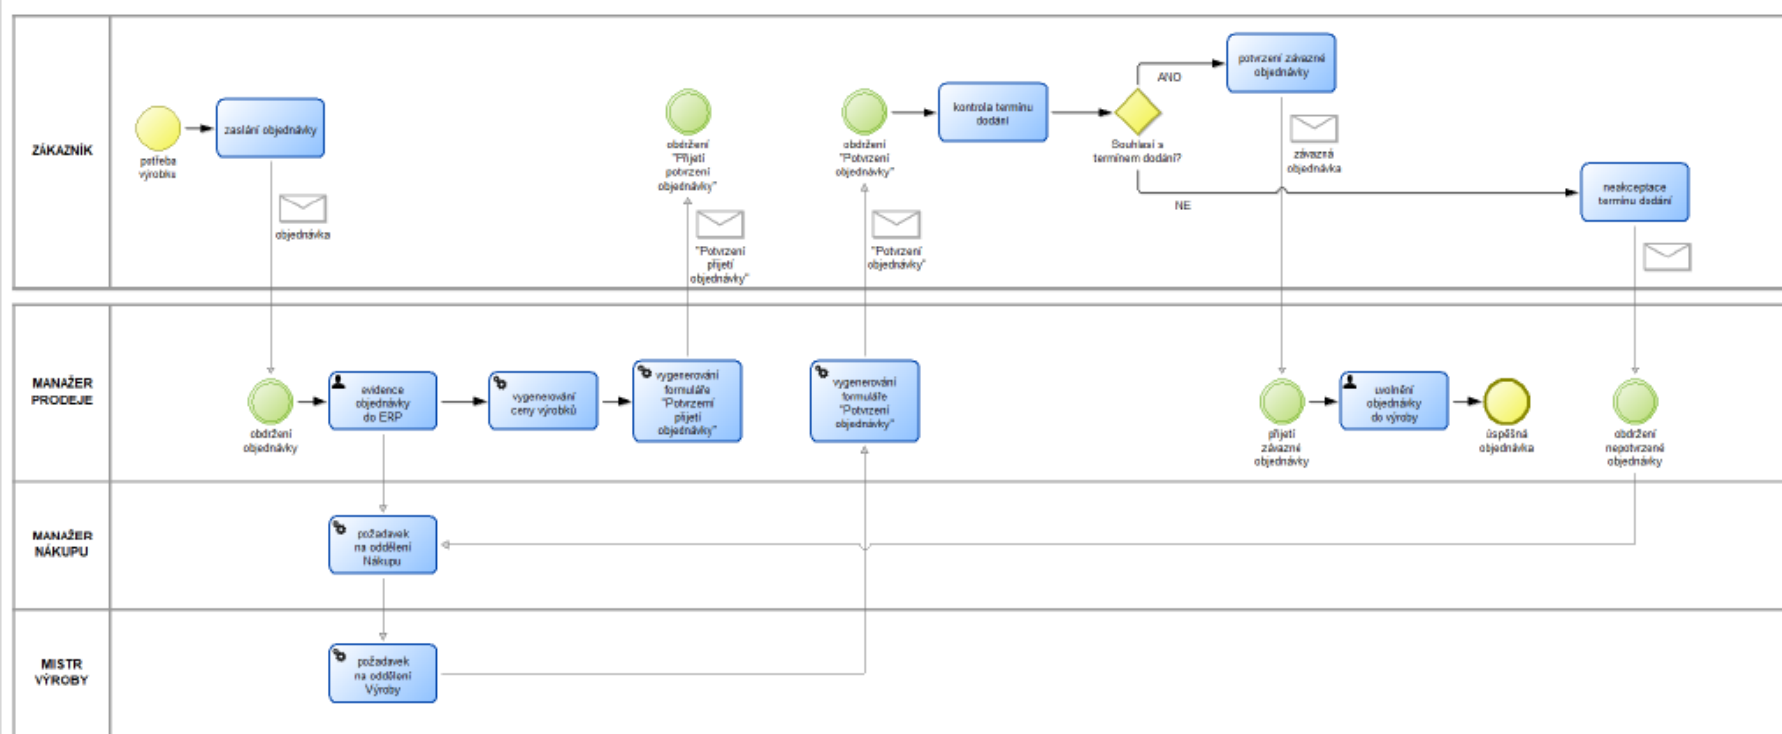 ZÁKAZNÍK
potřeba
výrobku
zaslání objednávky
objednávka
obdržení
"Přijetí
potvrzení
objednávky"
"Potvrzení
přijetí
objednávky"
obdržení
"Potvrzení
objednávky"
"Potvrzení
objednávky"
kontrola termínu
dodání
Souhlasí s
termínem dodání?
ANO
NE
potvrzení závazné
objednávky
závazná
objednávka
neakceptace
termínu dodání
MANAŽER
PRODEJE
obdržení
objednávky
evidence
objednávky
do ERP
vygenerování
ceny výrobků
vygenerování
formuláře
"Potvrzemí
přijetí
objednávky"
vygenerování
formuláře
"Potvrzení
objednávky"
přijetí
závazné
objednávky
uvolnění
objednávky
do výroby
úspěšná
objednávka
obdržení
nepotvrzené
objednávky
MANAŽER
NÁKUPU
požadavek
na oddělení
Nákupu
MISTR
VÝROBY
požadavek
na oddělení
Výroby